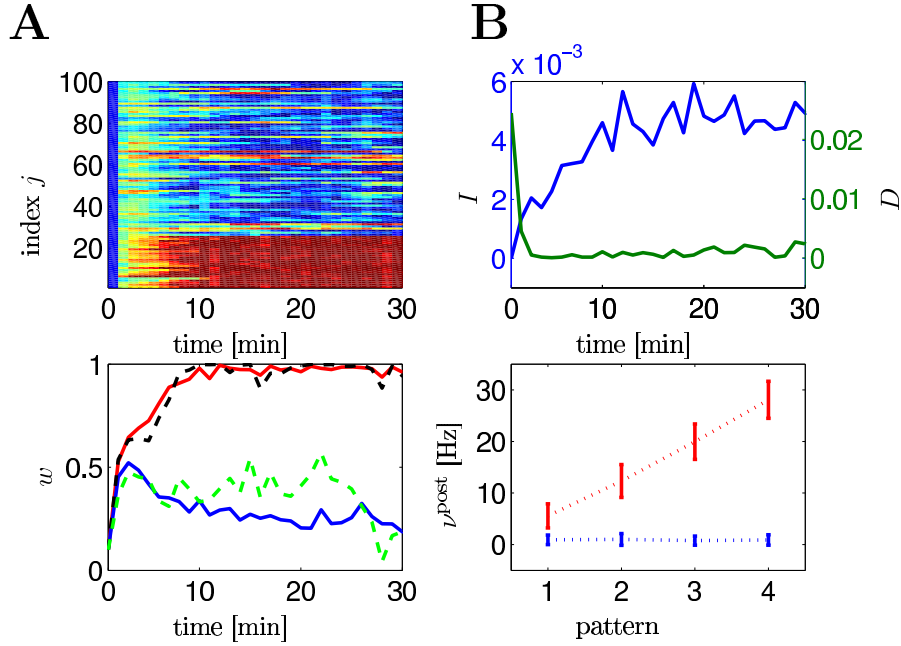 A
100
80
60
40
20
index j
0 10 20 30
time [min]
1
0.5
0
w
0 10 20 30
time [min]
B
6 x 10⁻³
4
2
0
I
0.02
0.01
0
D
0 10 20 30
time [min]
30
20
10
0
ν^post [Hz]
1 2 3 4
pattern